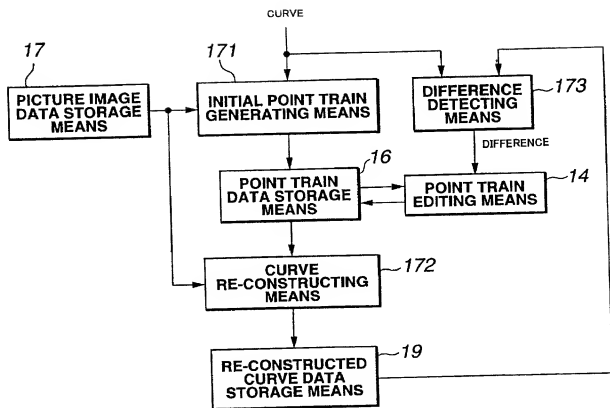 CURVE
17
PICTURE IMAGE
DATA STORAGE
MEANS
171
INITIAL POINT TRAIN
GENERATING MEANS
DIFFERENCE
DETECTING
MEANS
173
DIFFERENCE
16
POINT TRAIN
DATA STORAGE
MEANS
POINT TRAIN
EDITING MEANS
14
CURVE
RE-CONSTRUCTING
MEANS
172
RE-CONSTRUCTED
CURVE DATA
STORAGE MEANS
19